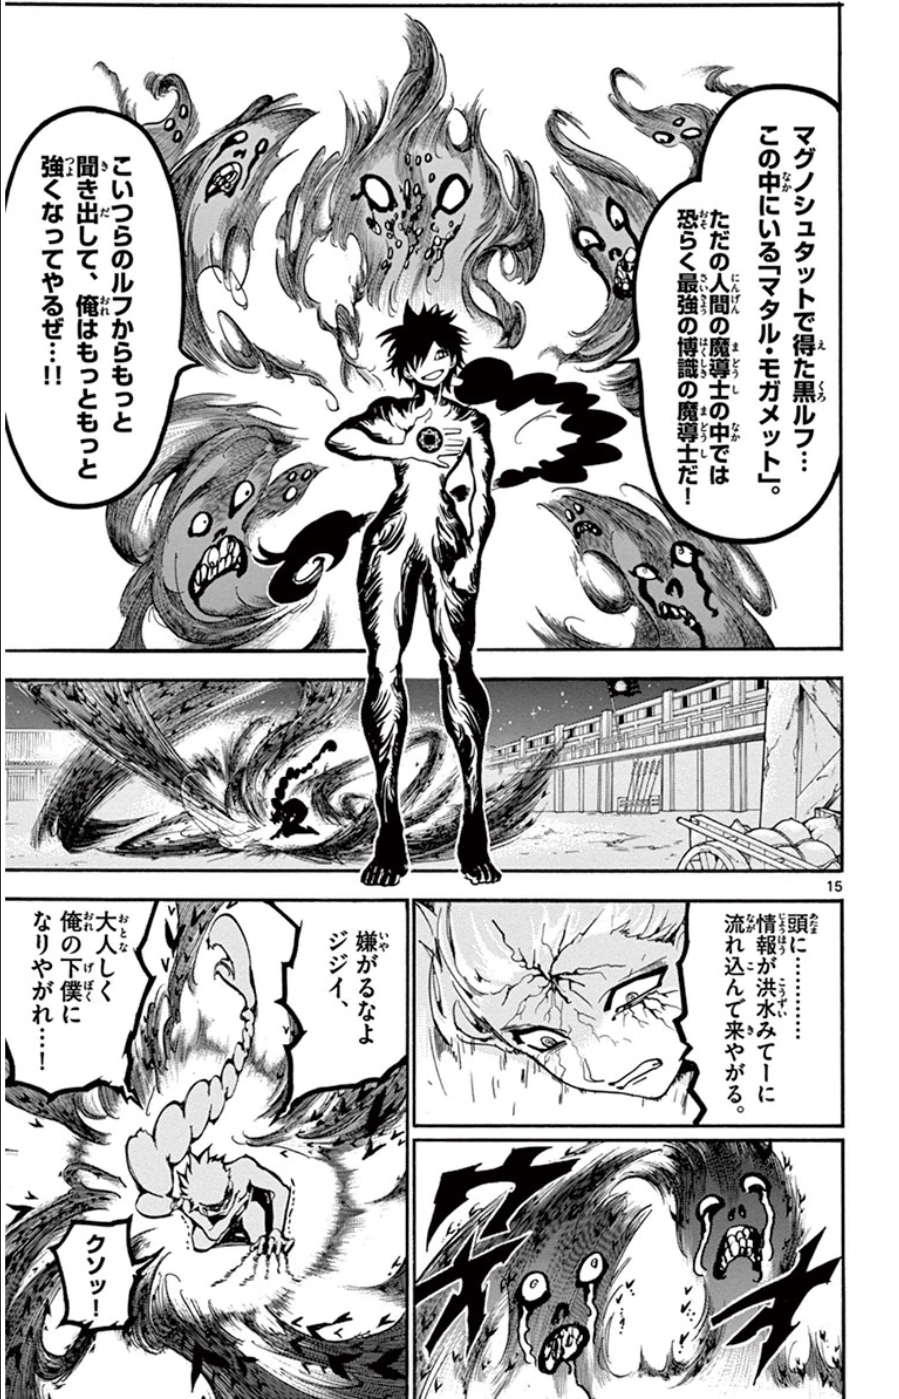 マグノシュタットで得た黒ルフ…
この中にいる「マタル・モガメット」。
ただの人間の魔導士の中では
恐らく最強の博識の魔導士だ!
こいつらのルフからもっと
聞き出して、俺はもっともっと
強くなってやるぜ…!!
15
頭に…………
情報が洪水みてーに
流れ込んで来やがる。
オオオ
嫌がるなよ
ジジイ、
大人しく
俺の下僕に
なりやがれ…!
クソッ!